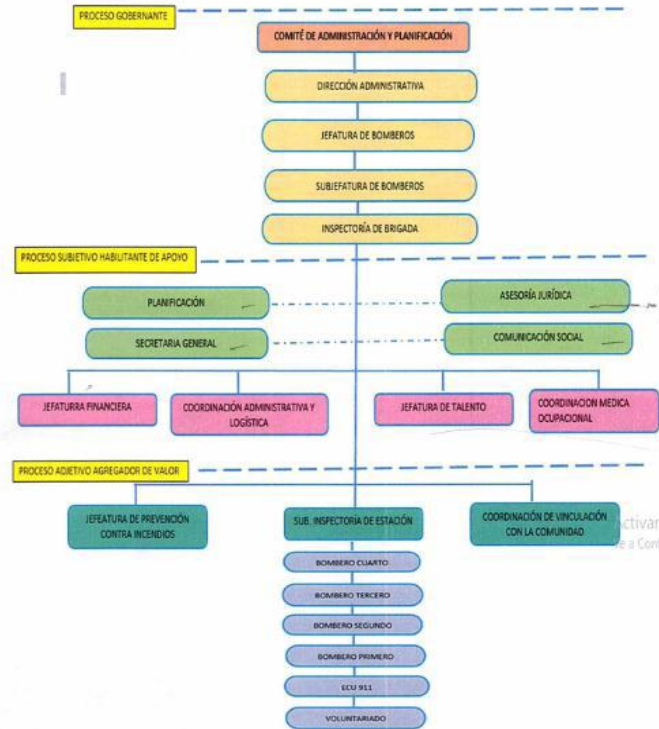 PROCESO GOBERNANTE
COMITÉ DE ADMINISTRACIÓN Y PLANIFICACIÓN
DIRECCIÓN ADMINISTRATIVA
JEFATURA DE BOMBEROS
SUBJEFATURA DE BOMBEROS
INSPECTORÍA DE BRIGADA
PROCESO SUBJETIVO HABILITANTE DE APOYO
PLANIFICACIÓN
ASESORÍA JURÍDICA
SECRETARIA GENERAL
COMUNICACIÓN SOCIAL
JEFATURRA FINANCIERA
COORDINACIÓN ADMINISTRATIVA Y
LOGÍSTICA
JEFATURA DE TALENTO
COORDINACION MEDICA
OCUPACIONAL
PROCESO ADJETIVO AGREGADOR DE VALOR
JEFEATURA DE PREVENCIÓN
CONTRA INCENDIOS
SUB. INSPECTORÍA DE ESTACIÓN
COORDINACIÓN DE VINCULACIÓN
CON LA COMUNIDAD
Activar
ve a Conf
BOMBERO CUARTO
BOMBERO TERCERO
BOMBERO SEGUNDO
BOMBERO PRIMERO
ECU 911
VOLUNTARIADO